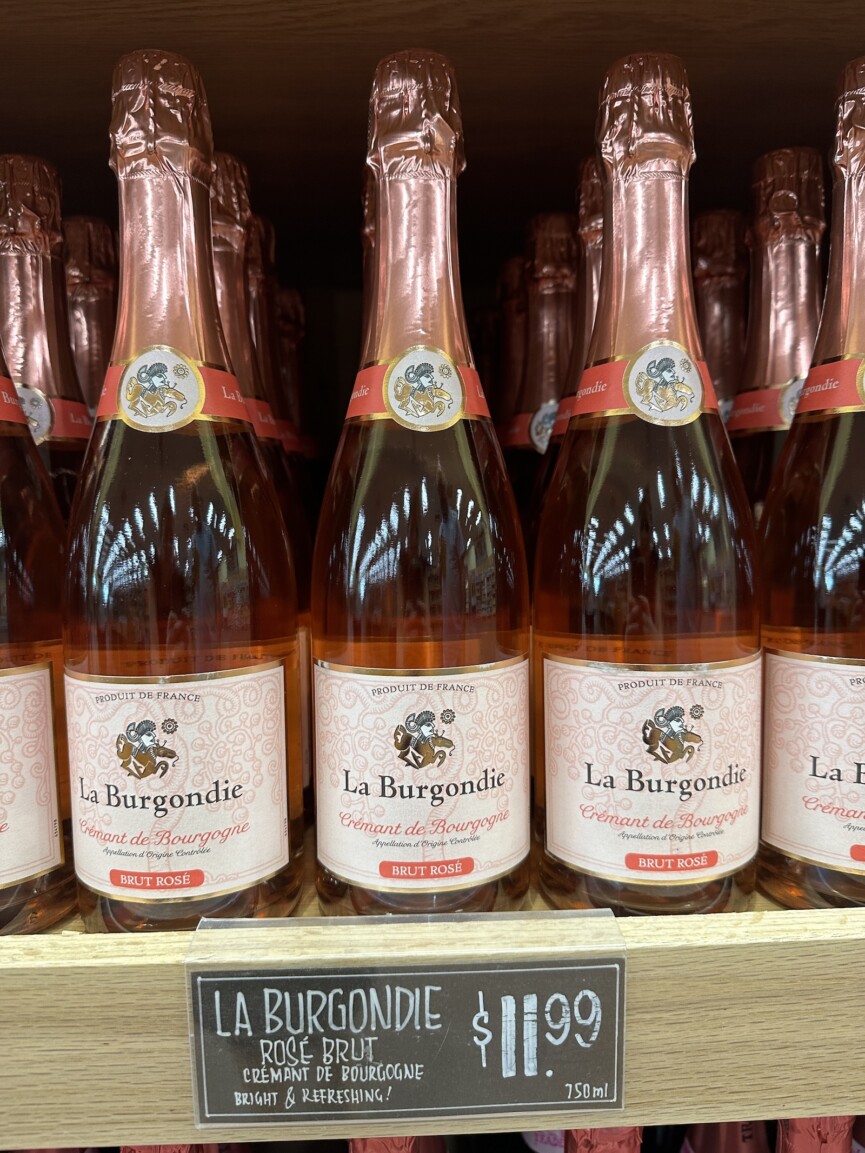 PRODUIT DE FRANCE
La Burgondie
Crémant de Bourgogne
Appellation d'Origine Contrôlée
BRUT ROSÉ
PRODUIT DE FRANCE
La Burgondie
Crémant de Bourgogne
Appellation d'Origine Contrôlée
BRUT ROSÉ
PRODUIT DE FRANCE
La Burgondie
Crémant de Bourgogne
Appellation d'Origine Contrôlée
BRUT ROSÉ
LA BURGONDIE
ROSÉ BRUT
CRÉMANT DE BOURGOGNE
BRIGHT & REFRESHING!
$11.99
750ml